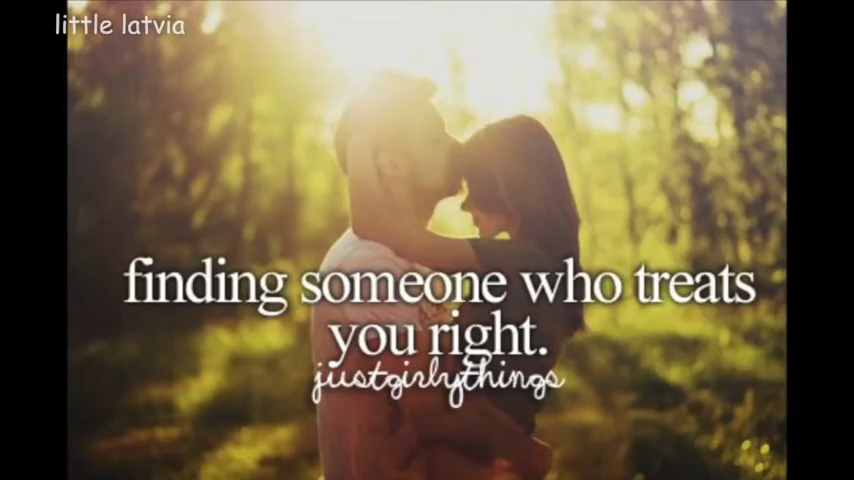 little latvia
finding someone who treats
you right.
justgirlythings